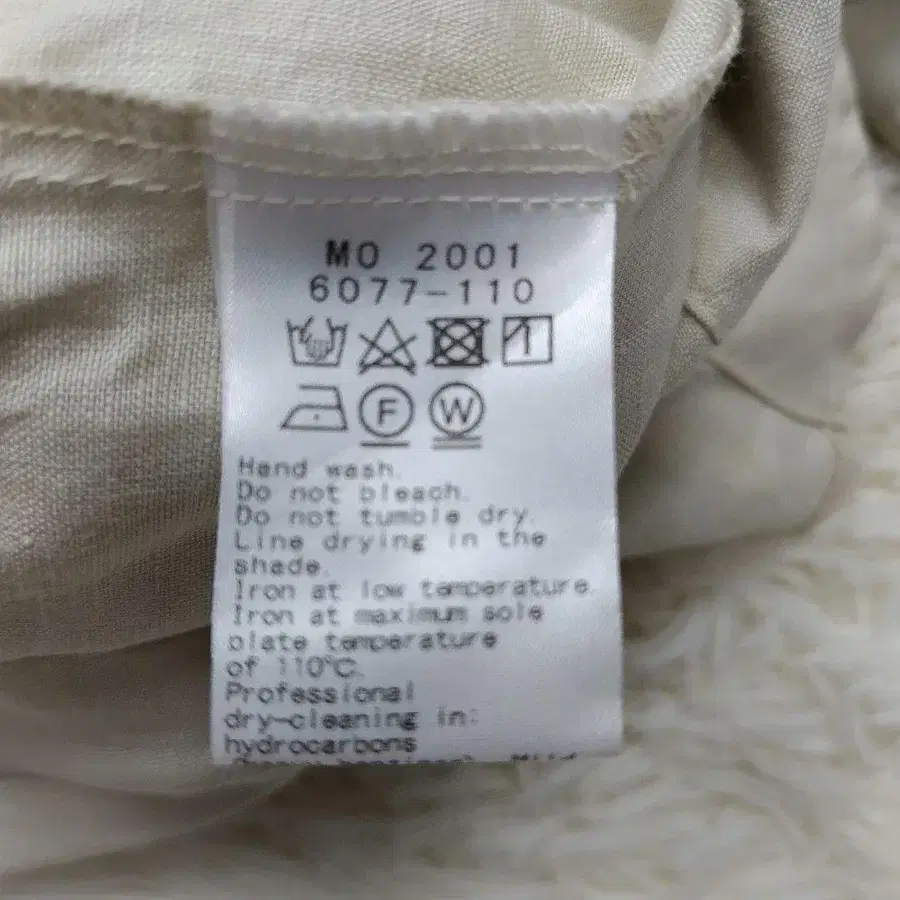 MO 2001
6077-110
F W
Hand wash.
Do not bleach.
Do not tumble dry.
Line drying in the
shade.
Iron at low temperature.
Iron at maximum sole
plate temperature
of 110°C.
Professional
dry-cleaning in:
hydrocarbons